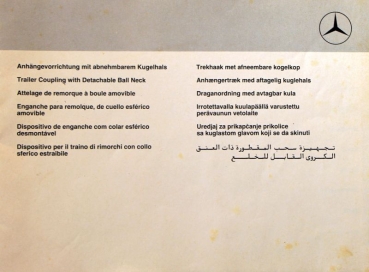 Anhängevorrichtung mit abnehmbarem Kugelhals
Trailer Coupling with Detachable Ball Neck
Attelage de remorque à boule amovible
Enganche para remolque, de cuello esférico
amovible
Dispositivo de enganche com colar esférico
desmontável
Dispositivo per il traino di rimorchi con collo
sferico estraibile
Trekhaak met afneembare kogelkop
Anhængertræk med aftagelig kuglehals
Draganordning med avtagbar kula
Irrotettavalla kuulapäällä varustettu
perävaunun vetolaite
Uredjaj za prikapčanje prikolice
sa kuglastom glavom koji se da skinuti
تجهيزة سحب المقطورة ذات العنق
الكروي القابل للخلع